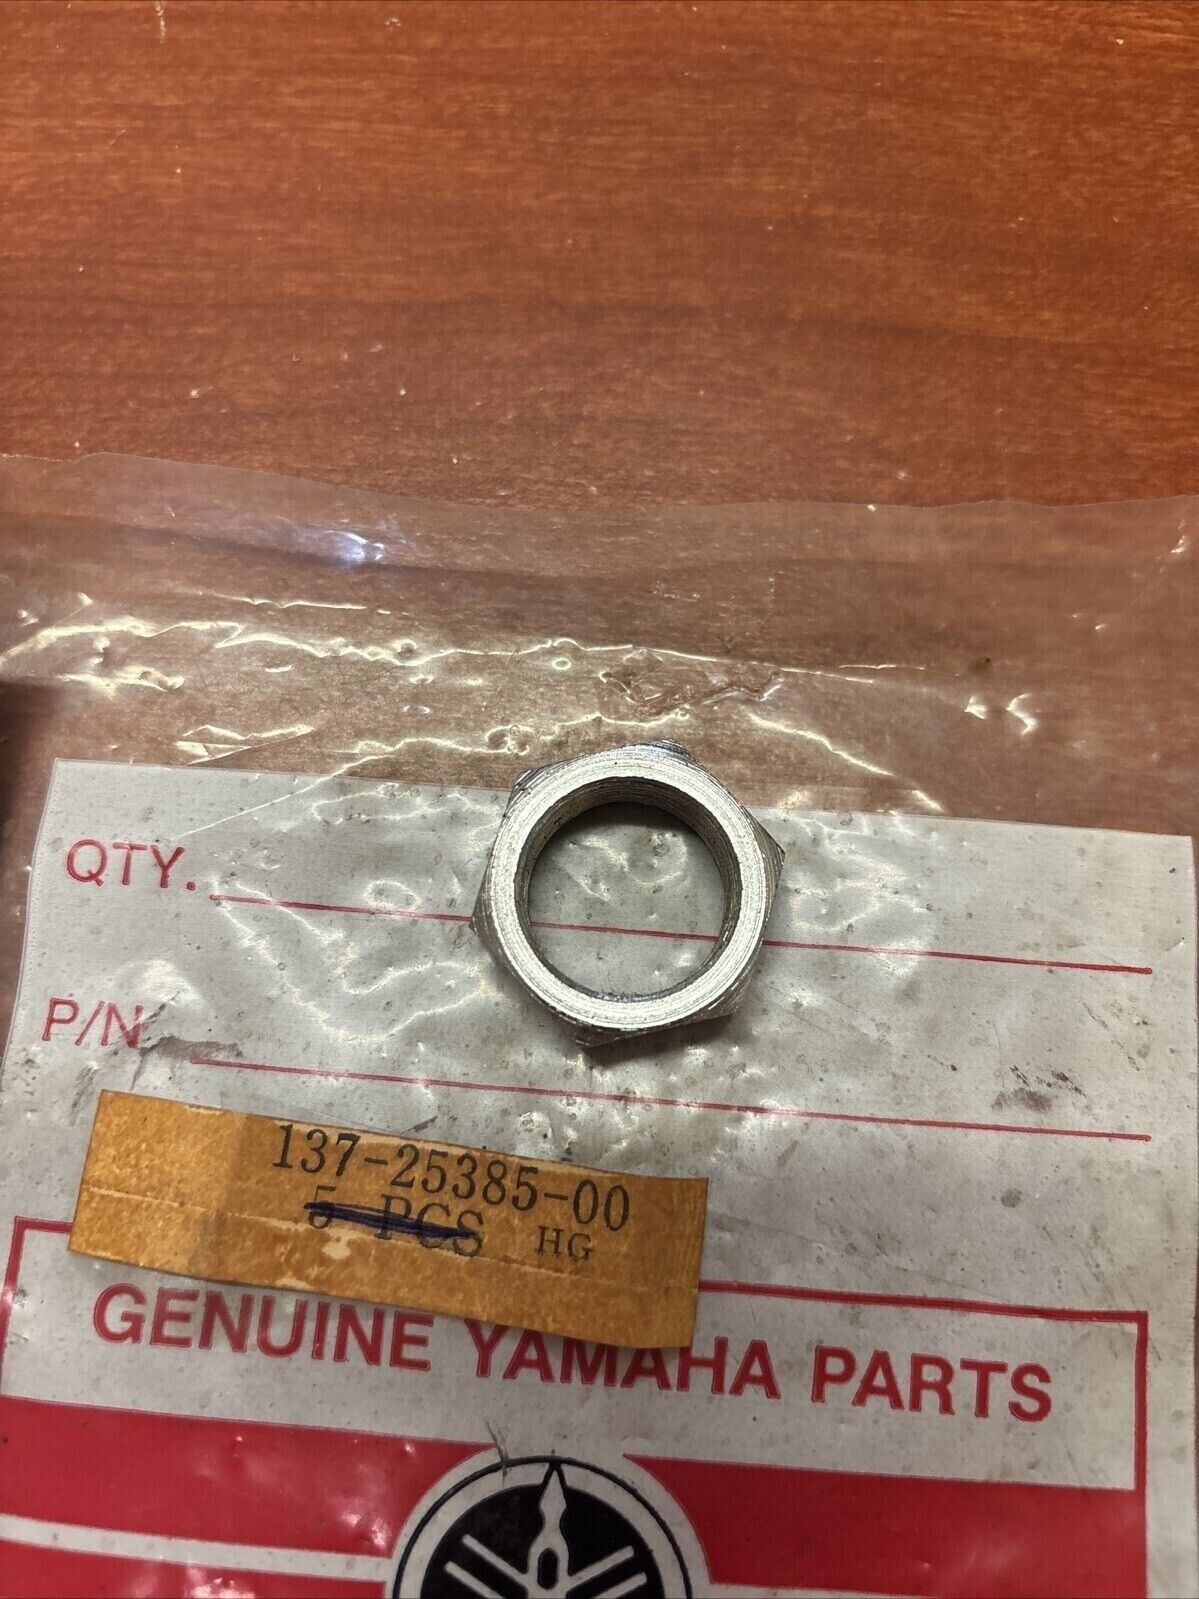 QTY.
P/N
137-25385-00
5 PCS HG
GENUINE YAMAHA PARTS